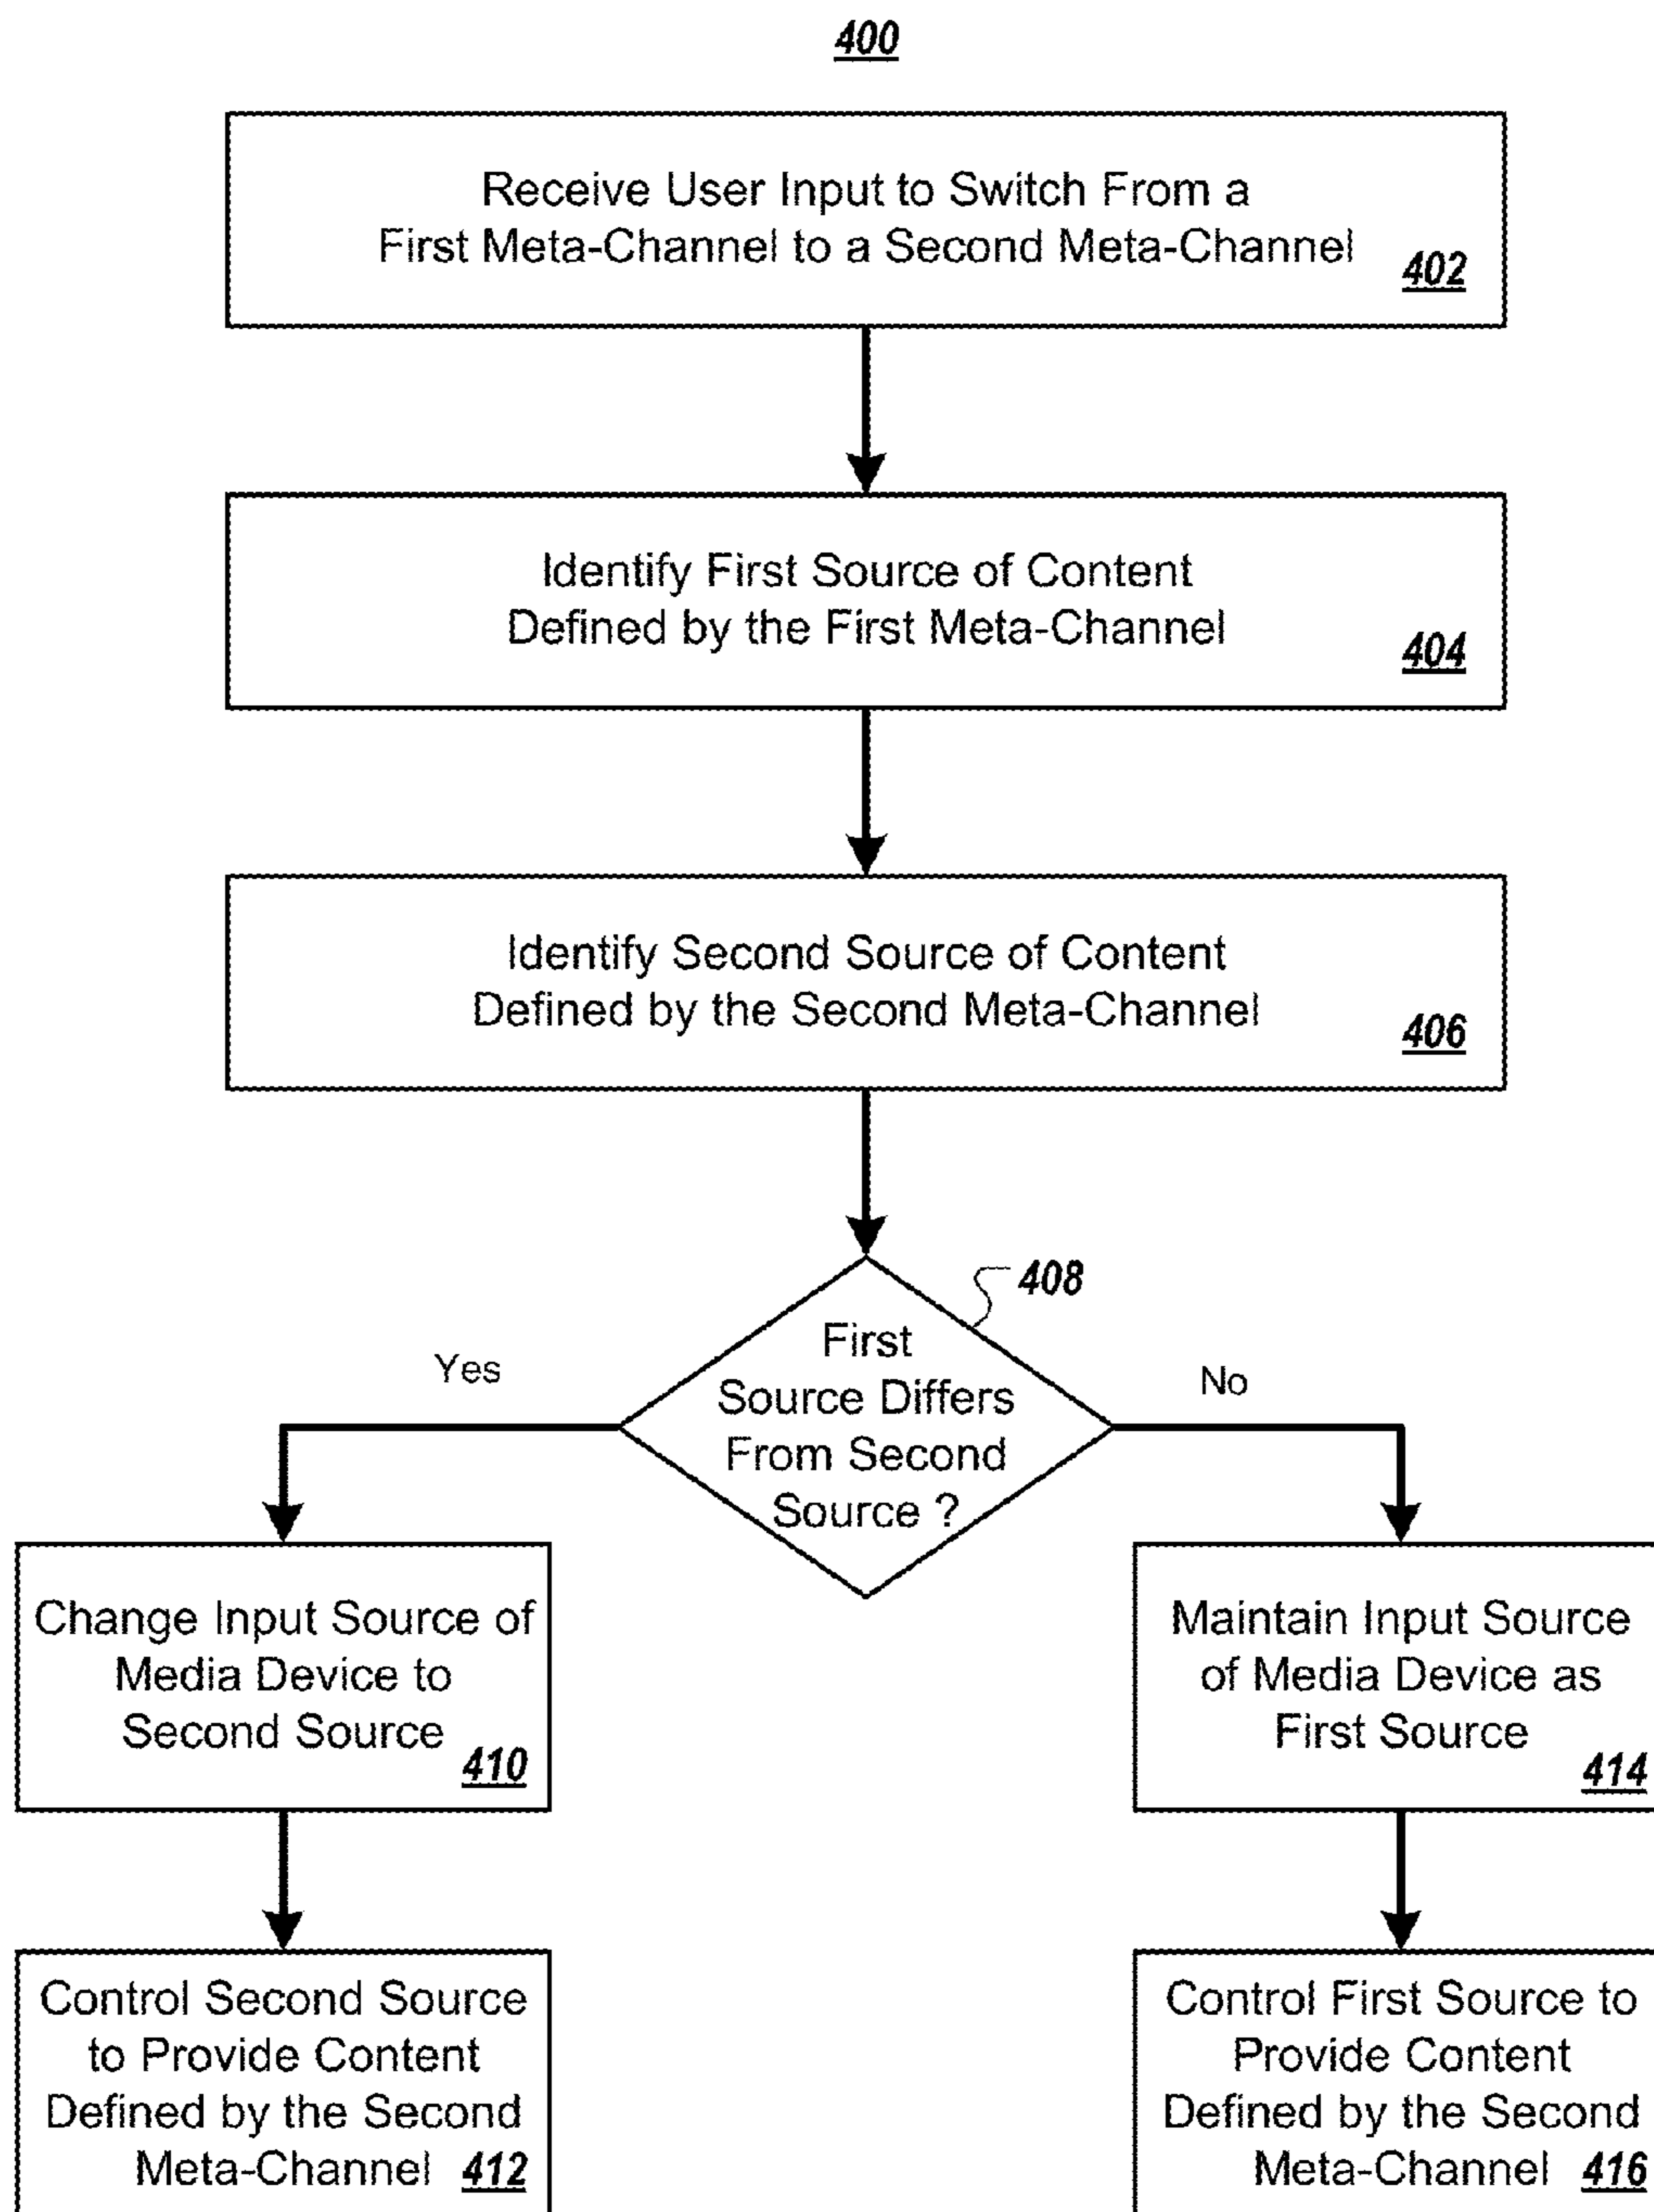 400
Receive User Input to Switch From a
First Meta-Channel to a Second Meta-Channel
402
Identify First Source of Content
Defined by the First Meta-Channel
404
Identify Second Source of Content
Defined by the Second Meta-Channel
406
408
First
Source Differs
From Second
Source ?
Yes
No
Change Input Source of
Media Device to
Second Source
410
Maintain Input Source
of Media Device as
First Source
414
Control Second Source
to Provide Content
Defined by the Second
Meta-Channel 412
Control First Source to
Provide Content
Defined by the Second
Meta-Channel 416